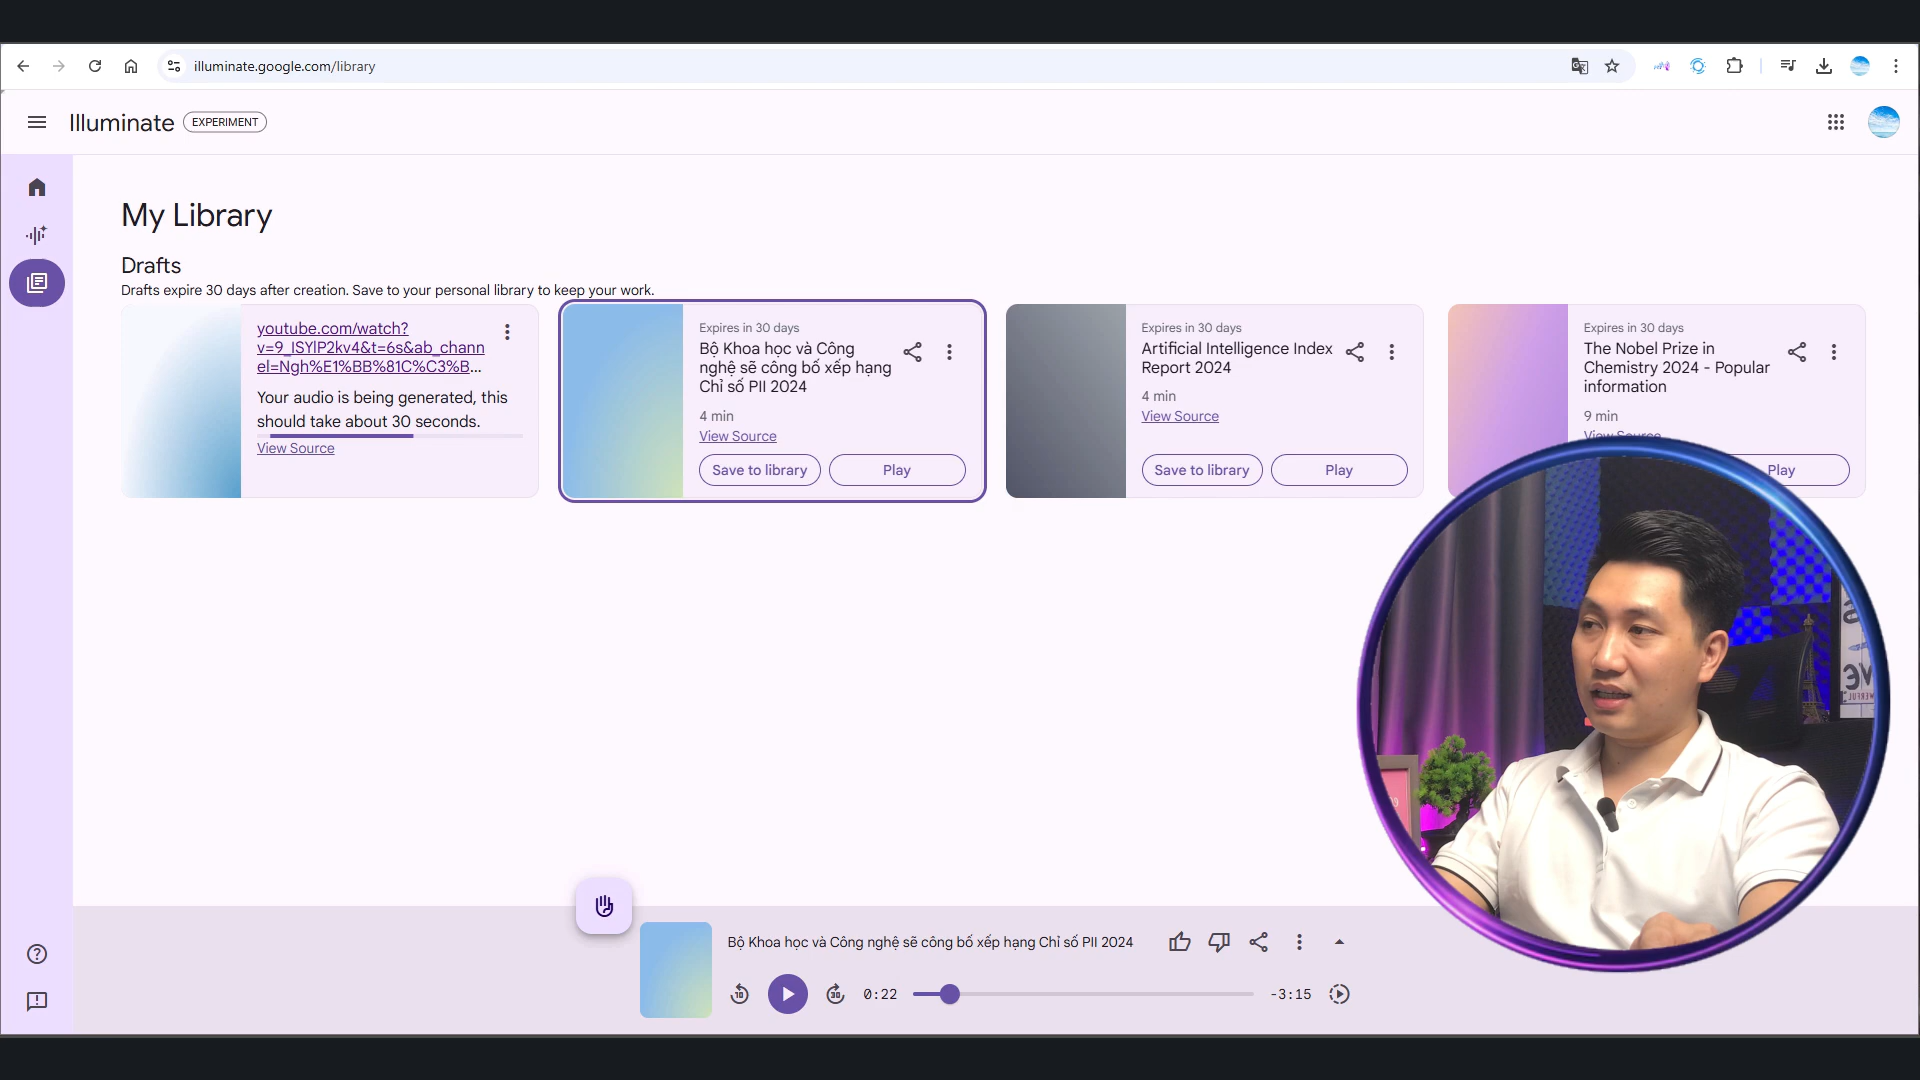 illuminate.google.com/library
Illuminate
EXPERIMENT
My Library
Drafts
Drafts expire 30 days after creation. Save to your personal library to keep your work.
youtube.com/watch?
v=9_ISYlP2kv4&t=6s&ab_chann
el=Ngh%E1%BB%81C%C3%B...
Your audio is being generated, this
should take about 30 seconds.
View Source
Expires in 30 days
Bộ Khoa học và Công
nghệ sẽ công bố xếp hạng
Chỉ số PII 2024
4 min
View Source
Save to library
Play
Expires in 30 days
Artificial Intelligence Index
Report 2024
4 min
View Source
Save to library
Play
Expires in 30 days
The Nobel Prize in
Chemistry 2024 - Popular
information
9 min
View Source
Play
Bộ Khoa học và Công nghệ sẽ công bố xếp hạng Chỉ số PII 2024
10
30
0:22
-3:15